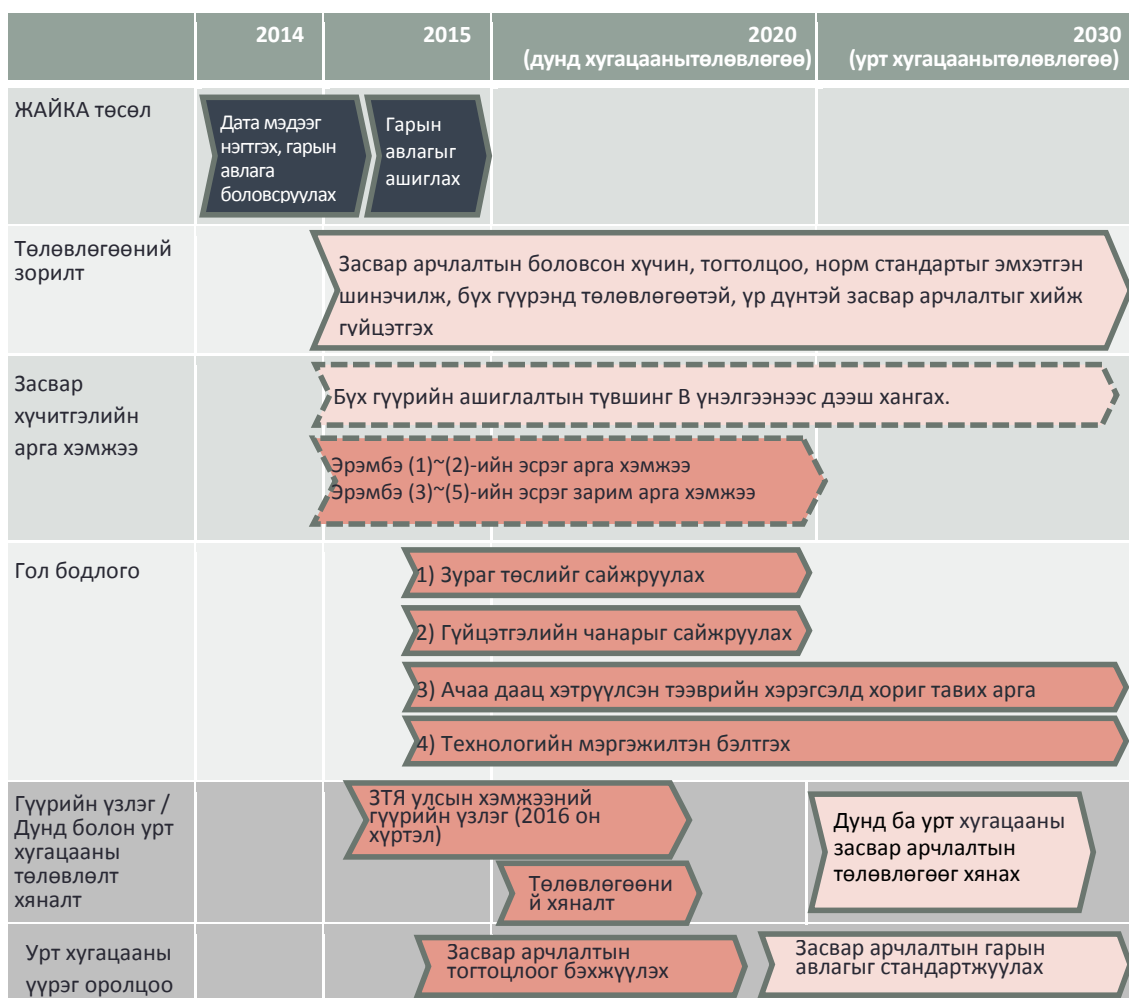 2014
2015
2020
(дунд хугацаанытөлөвлөгөө)
2030
(урт хугацаанытөлөвлөгөө)
ЖАЙКА төсөл
Дата мэдээг
нэгтгэх, гарын
авлага
боловсруулах
Гарын
авлагыг
ашиглах
Төлөвлөгөөний
зорилт
Засвар арчлалтын боловсон хүчин, тогтолцоо, норм стандартыг эмхэтгэн
шинэчилж, бүх гүүрэнд төлөвлөгөөтэй, үр дүнтэй засвар арчлалтыг хийж
гүйцэтгэх
Засвар
хүчитгэлийн
арга хэмжээ
Бүх гүүрийн ашиглалтын түвшинг В үнэлгээнээс дээш хангах.
Эрэмбэ (1)~(2)-ийн эсрэг арга хэмжээ
Эрэмбэ (3)~(5)-ийн эсрэг зарим арга хэмжээ
Гол бодлого
1) Зураг төслийг сайжруулах
2) Гүйцэтгэлийн чанарыг сайжруулах
3) Ачаа даац хэтрүүлсэн тээврийн хэрэгсэлд хориг тавих арга
4) Технологийн мэргэжилтэн бэлтгэх
Гүүрийн үзлэг /
Дунд болон урт
хугацааны
төлөвлөлт
хяналт
ЗТЯ улсын хэмжээний
гүүрийн үзлэг (2016 он
хүртэл)
Төлөвлөгөөни
й хяналт
Дунд ба урт хугацааны
засвар арчлалтын
төлөвлөгөөг хянах
Урт хугацааны
үүрэг оролцоо
Засвар арчлалтын
тогтоцлоог бэхжүүлэх
Засвар арчлалтын гарын
авлагыг стандартжуулах